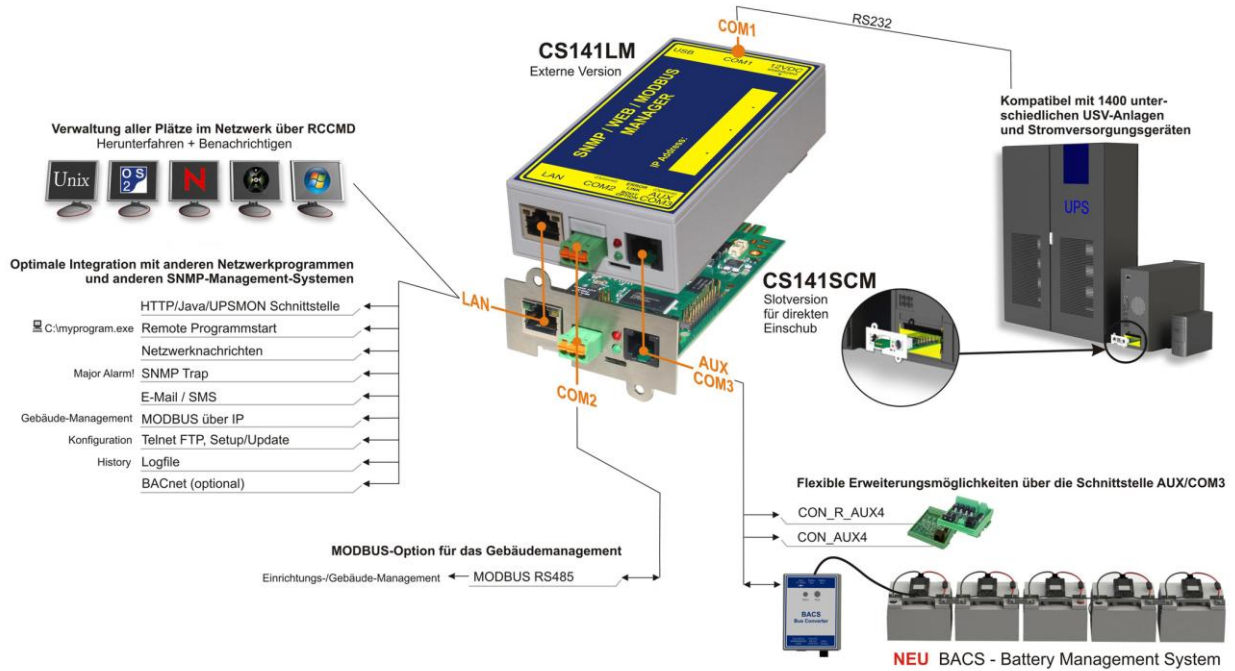 RS232
COM1
CS141LM
Externe Version
USB
COM1
12VDC
SNMP / WEB / MODBUS
MANAGER
IP Address:
LAN
COM2
ERROR
LINK
BOOT
AUX
COM3
Kompatibel mit 1400 unter-
schiedlichen USV-Anlagen
und Stromversorgungsgeräten
UPS
Verwaltung aller Plätze im Netzwerk über RCCMD
Herunterfahren + Benachrichtigen
Unix
OS
2
N
Optimale Integration mit anderen Netzwerkprogrammen
und anderen SNMP-Management-Systemen
LAN
CS141SCM
Slotversion
für direkten
Einschub
HTTP/Java/UPSMON Schnittstelle
C:\myprogram.exe Remote Programmstart
Netzwerknachrichten
Major Alarm! SNMP Trap
E-Mail / SMS
Gebäude-Management MODBUS über IP
Konfiguration Telnet FTP, Setup/Update
History Logfile
BACnet (optional)
AUX
COM3
COM2
Flexible Erweiterungsmöglichkeiten über die Schnittstelle AUX/COM3
CON_R_AUX4
CON_AUX4
MODBUS-Option für das Gebäudemanagement
Einrichtungs-/Gebäude-Management MODBUS RS485
BACS
Bus Converter
NEU BACS - Battery Management System